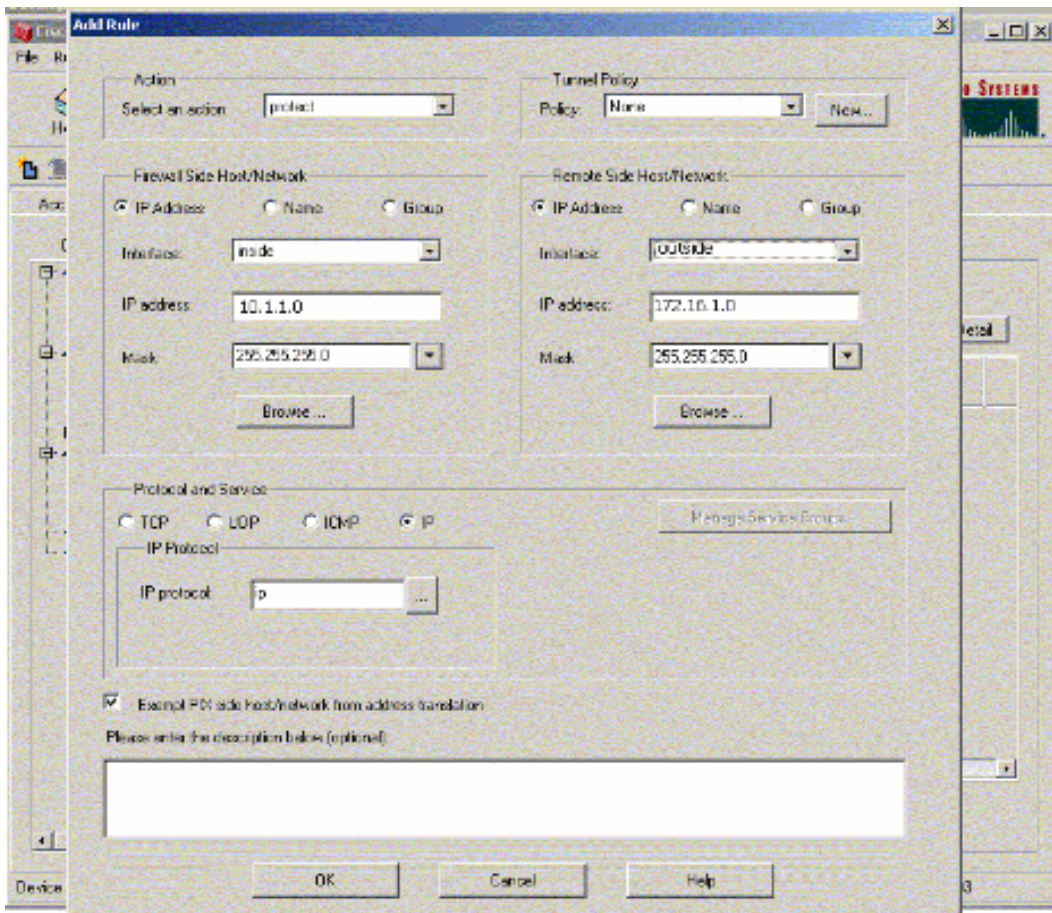 Add Rule
File
Action
Select an action
protect
Tunnel Policy
Policy:
None
New...
Systems
Firewall Side Host/Network
IP Address
Name
Group
Interface:
inside
IP address:
10.1.1.0
Mask
255.255.255.0
Browse ...
Remote Side Host/Network
IP Address
Name
Group
Interface:
outside
IP address:
172.16.1.0
Mask
255.255.255.0
Browse ...
etail
Protocol and Service
TCP
UDP
ICMP
IP
Manage Service Groups...
IP Protocol
IP protocol:
ip
...
Exempt PIX side host/network from address translation
Please enter the description below (optional):
OK
Cancel
Help
Device
3